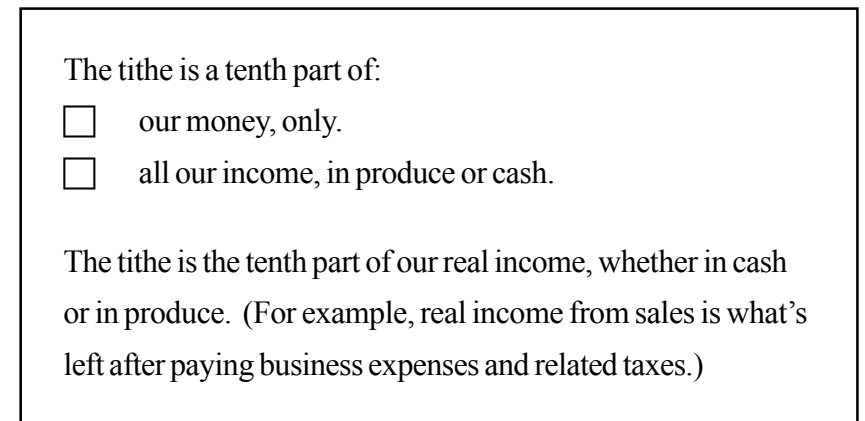 The tithe is a tenth part of:
☐ our money, only.
☐ all our income, in produce or cash.
The tithe is the tenth part of our real income, whether in cash
or in produce. (For example, real income from sales is what's
left after paying business expenses and related taxes.)